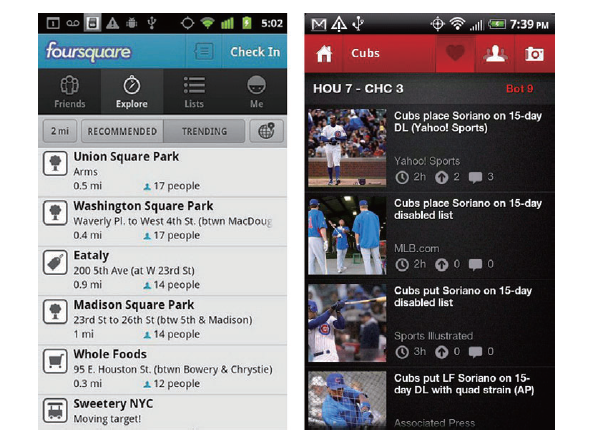 5:02
foursquare
Check In
Friends
Explore
Lists
Me
2 mi
RECOMMENDED
TRENDING
Union Square Park
Arms
0.5 mi 17 people
Washington Square Park
Waverly Pl. to West 4th St. (btwn MacDoug
0.4 mi 17 people
Eataly
200 5th Ave (at W 23rd St)
0.9 mi 14 people
Madison Square Park
23rd St to 26th St (btw 5th & Madison)
1 mi 14 people
Whole Foods
95 E. Houston St. (btwn Bowery & Chrystie)
0.3 mi 12 people
Sweetery NYC
Moving target!
7:39 PM
Cubs
HOU 7 - CHC 3 Bot 9
Cubs place Soriano on 15-day
DL (Yahoo! Sports)
Yahoo! Sports
2h 2 3
Cubs place Soriano on 15-day
disabled list
MLB.com
2h 0 0
Cubs put Soriano on 15-day
disabled list
Sports Illustrated
3h 0 0
Cubs put LF Soriano on 15-
day DL with quad strain (AP)
Associated Press